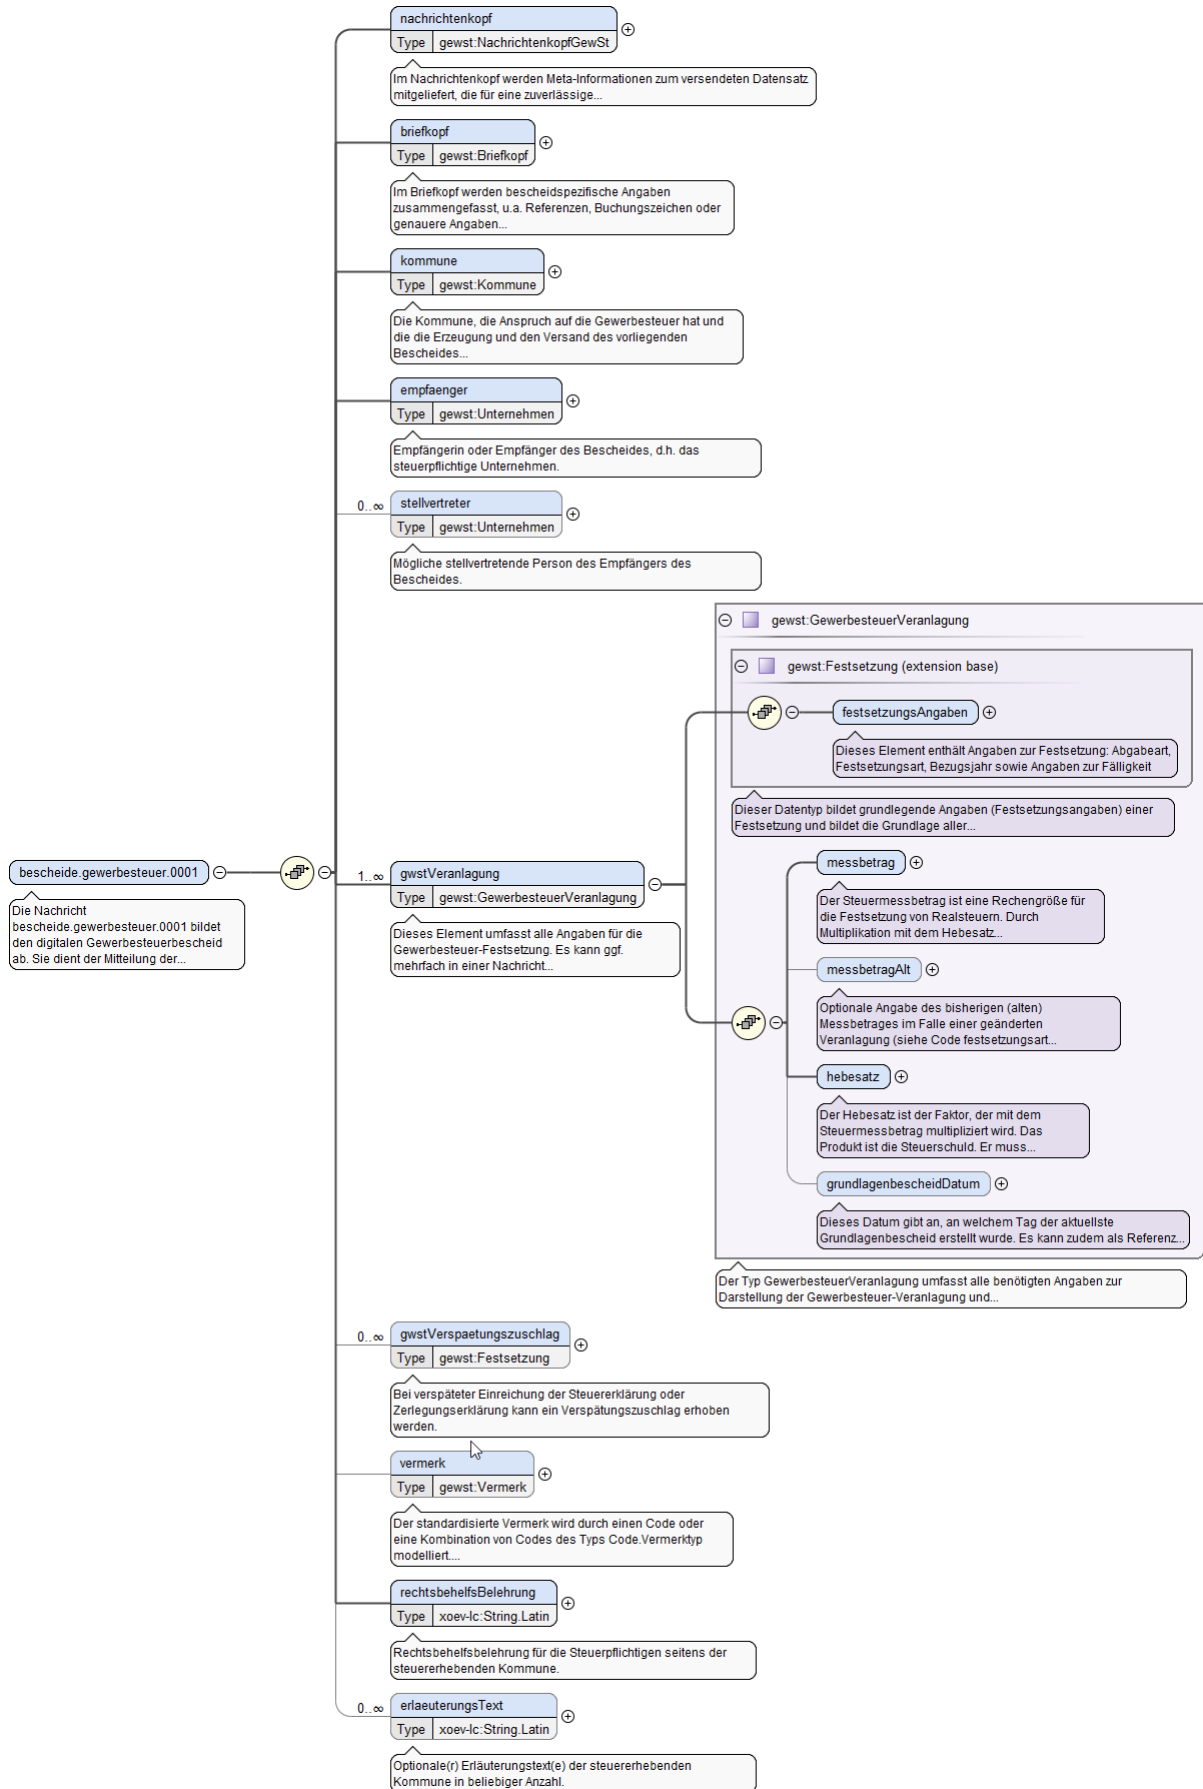 nachrichtenkopf
Type gewst:NachrichtenkopfGewSt
Im Nachrichtenkopf werden Meta-Informationen zum versendeten Datensatz
mitgeliefert, die für eine zuverlässige...
briefkopf
Type gewst:Briefkopf
Im Briefkopf werden bescheidspezifische Angaben
zusammengefasst, u.a. Referenzen, Buchungszeichen oder
genauere Angaben...
kommune
Type gewst:Kommune
Die Kommune, die Anspruch auf die Gewerbesteuer hat und
die die Erzeugung und den Versand des vorliegenden
Bescheides...
empfaenger
Type gewst:Unternehmen
Empfängerin oder Empfänger des Bescheides, d.h. das
steuerpflichtige Unternehmen.
0..∞ stellvertreter
Type gewst:Unternehmen
Mögliche stellvertretende Person des Empfängers des
Bescheides.
gewst:GewerbesteuerVeranlagung
gewst:Festsetzung (extension base)
festsetzungsAngaben
Dieses Element enthält Angaben zur Festsetzung: Abgabeart,
Festsetzungsart, Bezugsjahr sowie Angaben zur Fälligkeit
Dieser Datentyp bildet grundlegende Angaben (Festsetzungsangaben) einer
Festsetzung und bildet die Grundlage aller...
bescheide.gewerbesteuer.0001
Die Nachricht
bescheide.gewerbesteuer.0001 bildet
den digitalen Gewerbesteuerbescheid
ab. Sie dient der Mitteilung der...
1..∞ gwstVeranlagung
Type gewst:GewerbesteuerVeranlagung
Dieses Element umfasst alle Angaben für die
Gewerbesteuer-Festsetzung. Es kann ggf.
mehrfach in einer Nachricht...
messbetrag
Der Steuermessbetrag ist eine Rechengröße für
die Festsetzung von Realsteuern. Durch
Multiplikation mit dem Hebesatz...
messbetragAlt
Optionale Angabe des bisherigen (alten)
Messbetrages im Falle einer geänderten
Veranlagung (siehe Code festsetzungsart...
hebesatz
Der Hebesatz ist der Faktor, der mit dem
Steuermessbetrag multipliziert wird. Das
Produkt ist die Steuerschuld. Er muss...
grundlagenbescheidDatum
Dieses Datum gibt an, an welchem Tag der aktuellste
Grundlagenbescheid erstellt wurde. Es kann zudem als Referenz...
Der Typ GewerbesteuerVeranlagung umfasst alle benötigten Angaben zur
Darstellung der Gewerbesteuer-Veranlagung und...
0..∞ gwstVerspaetungszuschlag
Type gewst:Festsetzung
Bei verspäteter Einreichung der Steuererklärung oder
Zerlegungserklärung kann ein Verspätungszuschlag erhoben
werden.
vermerk
Type gewst:Vermerk
Der standardisierte Vermerk wird durch einen Code oder
eine Kombination von Codes des Typs Code.Vermerktyp
modelliert....
rechtsbehelfsBelehrung
Type xoev-lc:String.Latin
Rechtsbehelfsbelehrung für die Steuerpflichtigen seitens der
steuererhebenden Kommune.
0..∞ erlaeuterungsText
Type xoev-lc:String.Latin
Optionale(r) Erläuterungstext(e) der steuererhebenden
Kommune in beliebiger Anzahl.